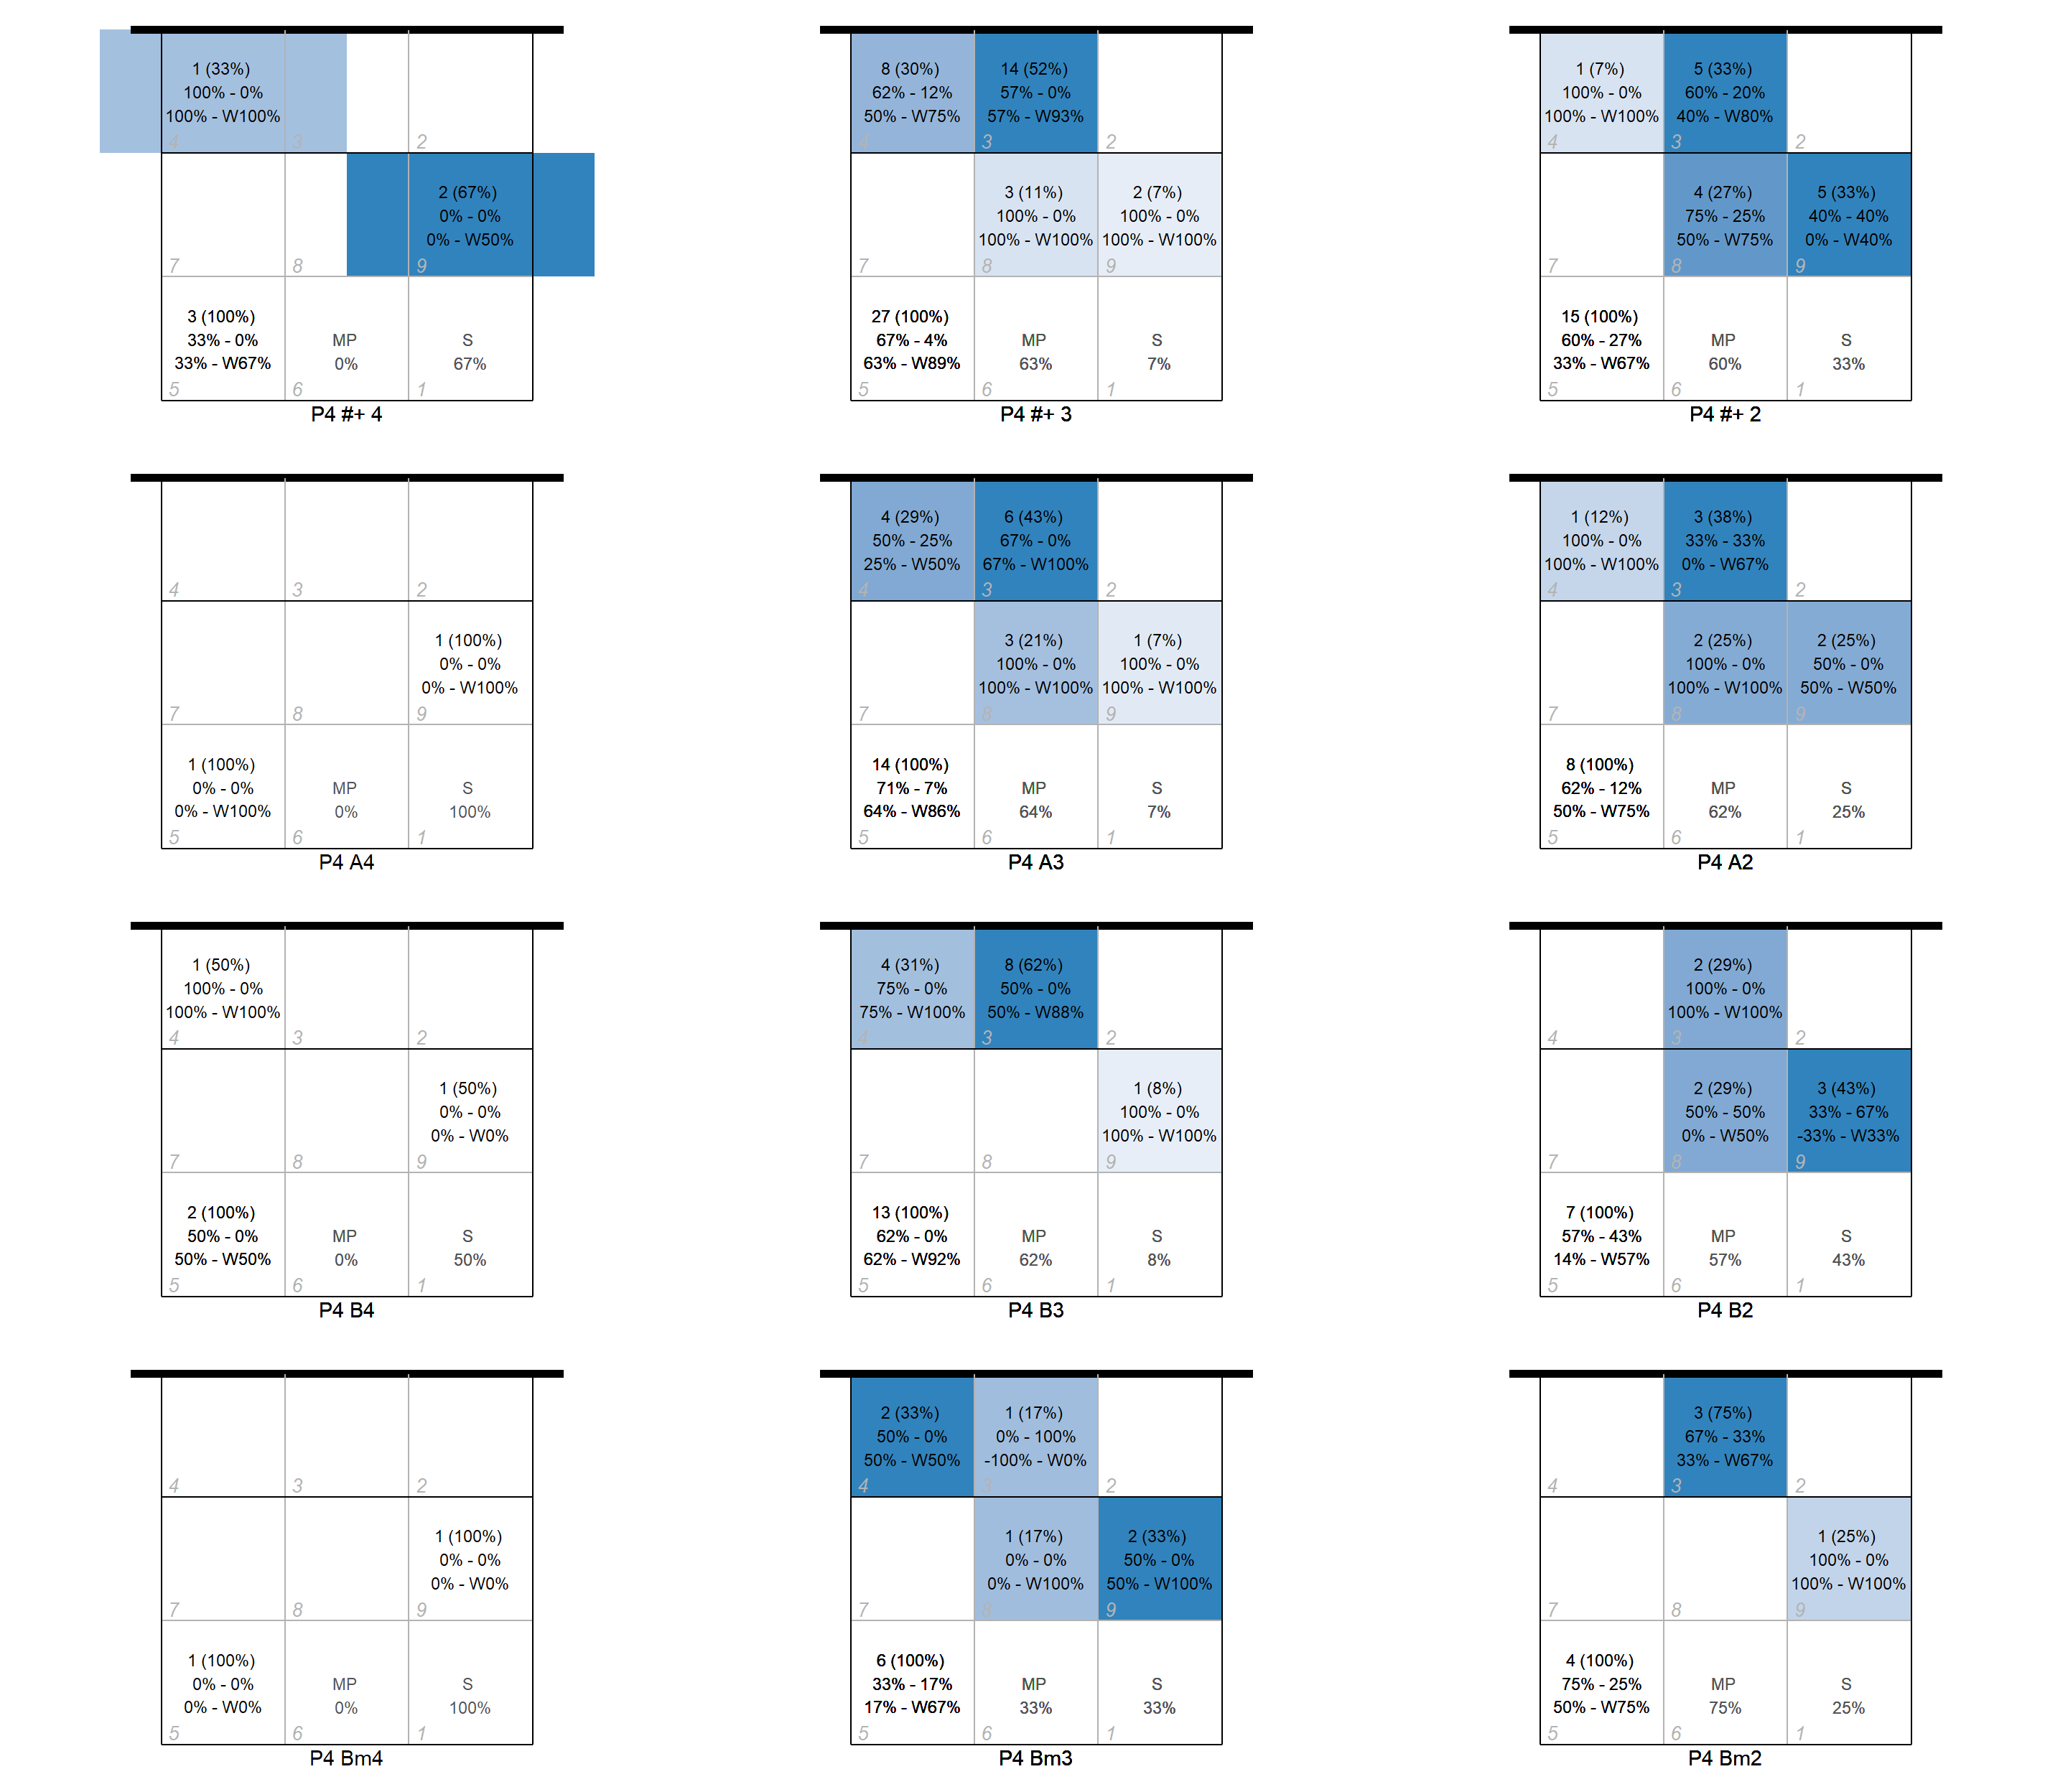 1 (33%)
100% - 0%
100% - W100%
4
3
2
2 (67%)
0% - 0%
0% - W50%
7
8
9
3 (100%)
33% - 0%
33% - W67%
MP
0%
S
67%
5
6
1
P4 #+ 4
8 (30%)
62% - 12%
50% - W75%
14 (52%)
57% - 0%
57% - W93%
4
3
2
3 (11%)
100% - 0%
100% - W100%
2 (7%)
100% - 0%
100% - W100%
7
8
9
27 (100%)
67% - 4%
63% - W89%
MP
63%
S
7%
5
6
1
P4 #+ 3
1 (7%)
100% - 0%
100% - W100%
5 (33%)
60% - 20%
40% - W80%
4
3
2
4 (27%)
75% - 25%
50% - W75%
5 (33%)
40% - 40%
0% - W40%
7
8
9
15 (100%)
60% - 27%
33% - W67%
MP
60%
S
33%
5
6
1
P4 #+ 2
4
3
2
1 (100%)
0% - 0%
0% - W100%
7
8
9
1 (100%)
0% - 0%
0% - W100%
MP
0%
S
100%
5
6
1
P4 A4
4 (29%)
50% - 25%
25% - W50%
6 (43%)
67% - 0%
67% - W100%
4
3
2
3 (21%)
100% - 0%
100% - W100%
1 (7%)
100% - 0%
100% - W100%
7
8
9
14 (100%)
71% - 7%
64% - W86%
MP
64%
S
7%
5
6
1
P4 A3
1 (12%)
100% - 0%
100% - W100%
3 (38%)
33% - 33%
0% - W67%
4
3
2
2 (25%)
100% - 0%
100% - W100%
2 (25%)
50% - 0%
50% - W50%
7
8
9
8 (100%)
62% - 12%
50% - W75%
MP
62%
S
25%
5
6
1
P4 A2
1 (50%)
100% - 0%
100% - W100%
4
3
2
1 (50%)
0% - 0%
0% - W0%
7
8
9
2 (100%)
50% - 0%
50% - W50%
MP
0%
S
50%
5
6
1
P4 B4
4 (31%)
75% - 0%
75% - W100%
8 (62%)
50% - 0%
50% - W88%
4
3
2
1 (8%)
100% - 0%
100% - W100%
7
8
9
13 (100%)
62% - 0%
62% - W92%
MP
62%
S
8%
5
6
1
P4 B3
2 (29%)
100% - 0%
100% - W100%
4
3
2
2 (29%)
50% - 50%
0% - W50%
3 (43%)
33% - 67%
-33% - W33%
7
8
9
7 (100%)
57% - 43%
14% - W57%
MP
57%
S
43%
5
6
1
P4 B2
4
3
2
1 (100%)
0% - 0%
0% - W0%
7
8
9
1 (100%)
0% - 0%
0% - W0%
MP
0%
S
100%
5
6
1
P4 Bm4
2 (33%)
50% - 0%
50% - W50%
1 (17%)
0% - 100%
-100% - W0%
4
3
2
1 (17%)
0% - 0%
0% - W100%
2 (33%)
50% - 0%
50% - W100%
7
8
9
6 (100%)
33% - 17%
17% - W67%
MP
33%
S
33%
5
6
1
P4 Bm3
3 (75%)
67% - 33%
33% - W67%
4
3
2
1 (25%)
100% - 0%
100% - W100%
7
8
9
4 (100%)
75% - 25%
50% - W75%
MP
75%
S
25%
5
6
1
P4 Bm2